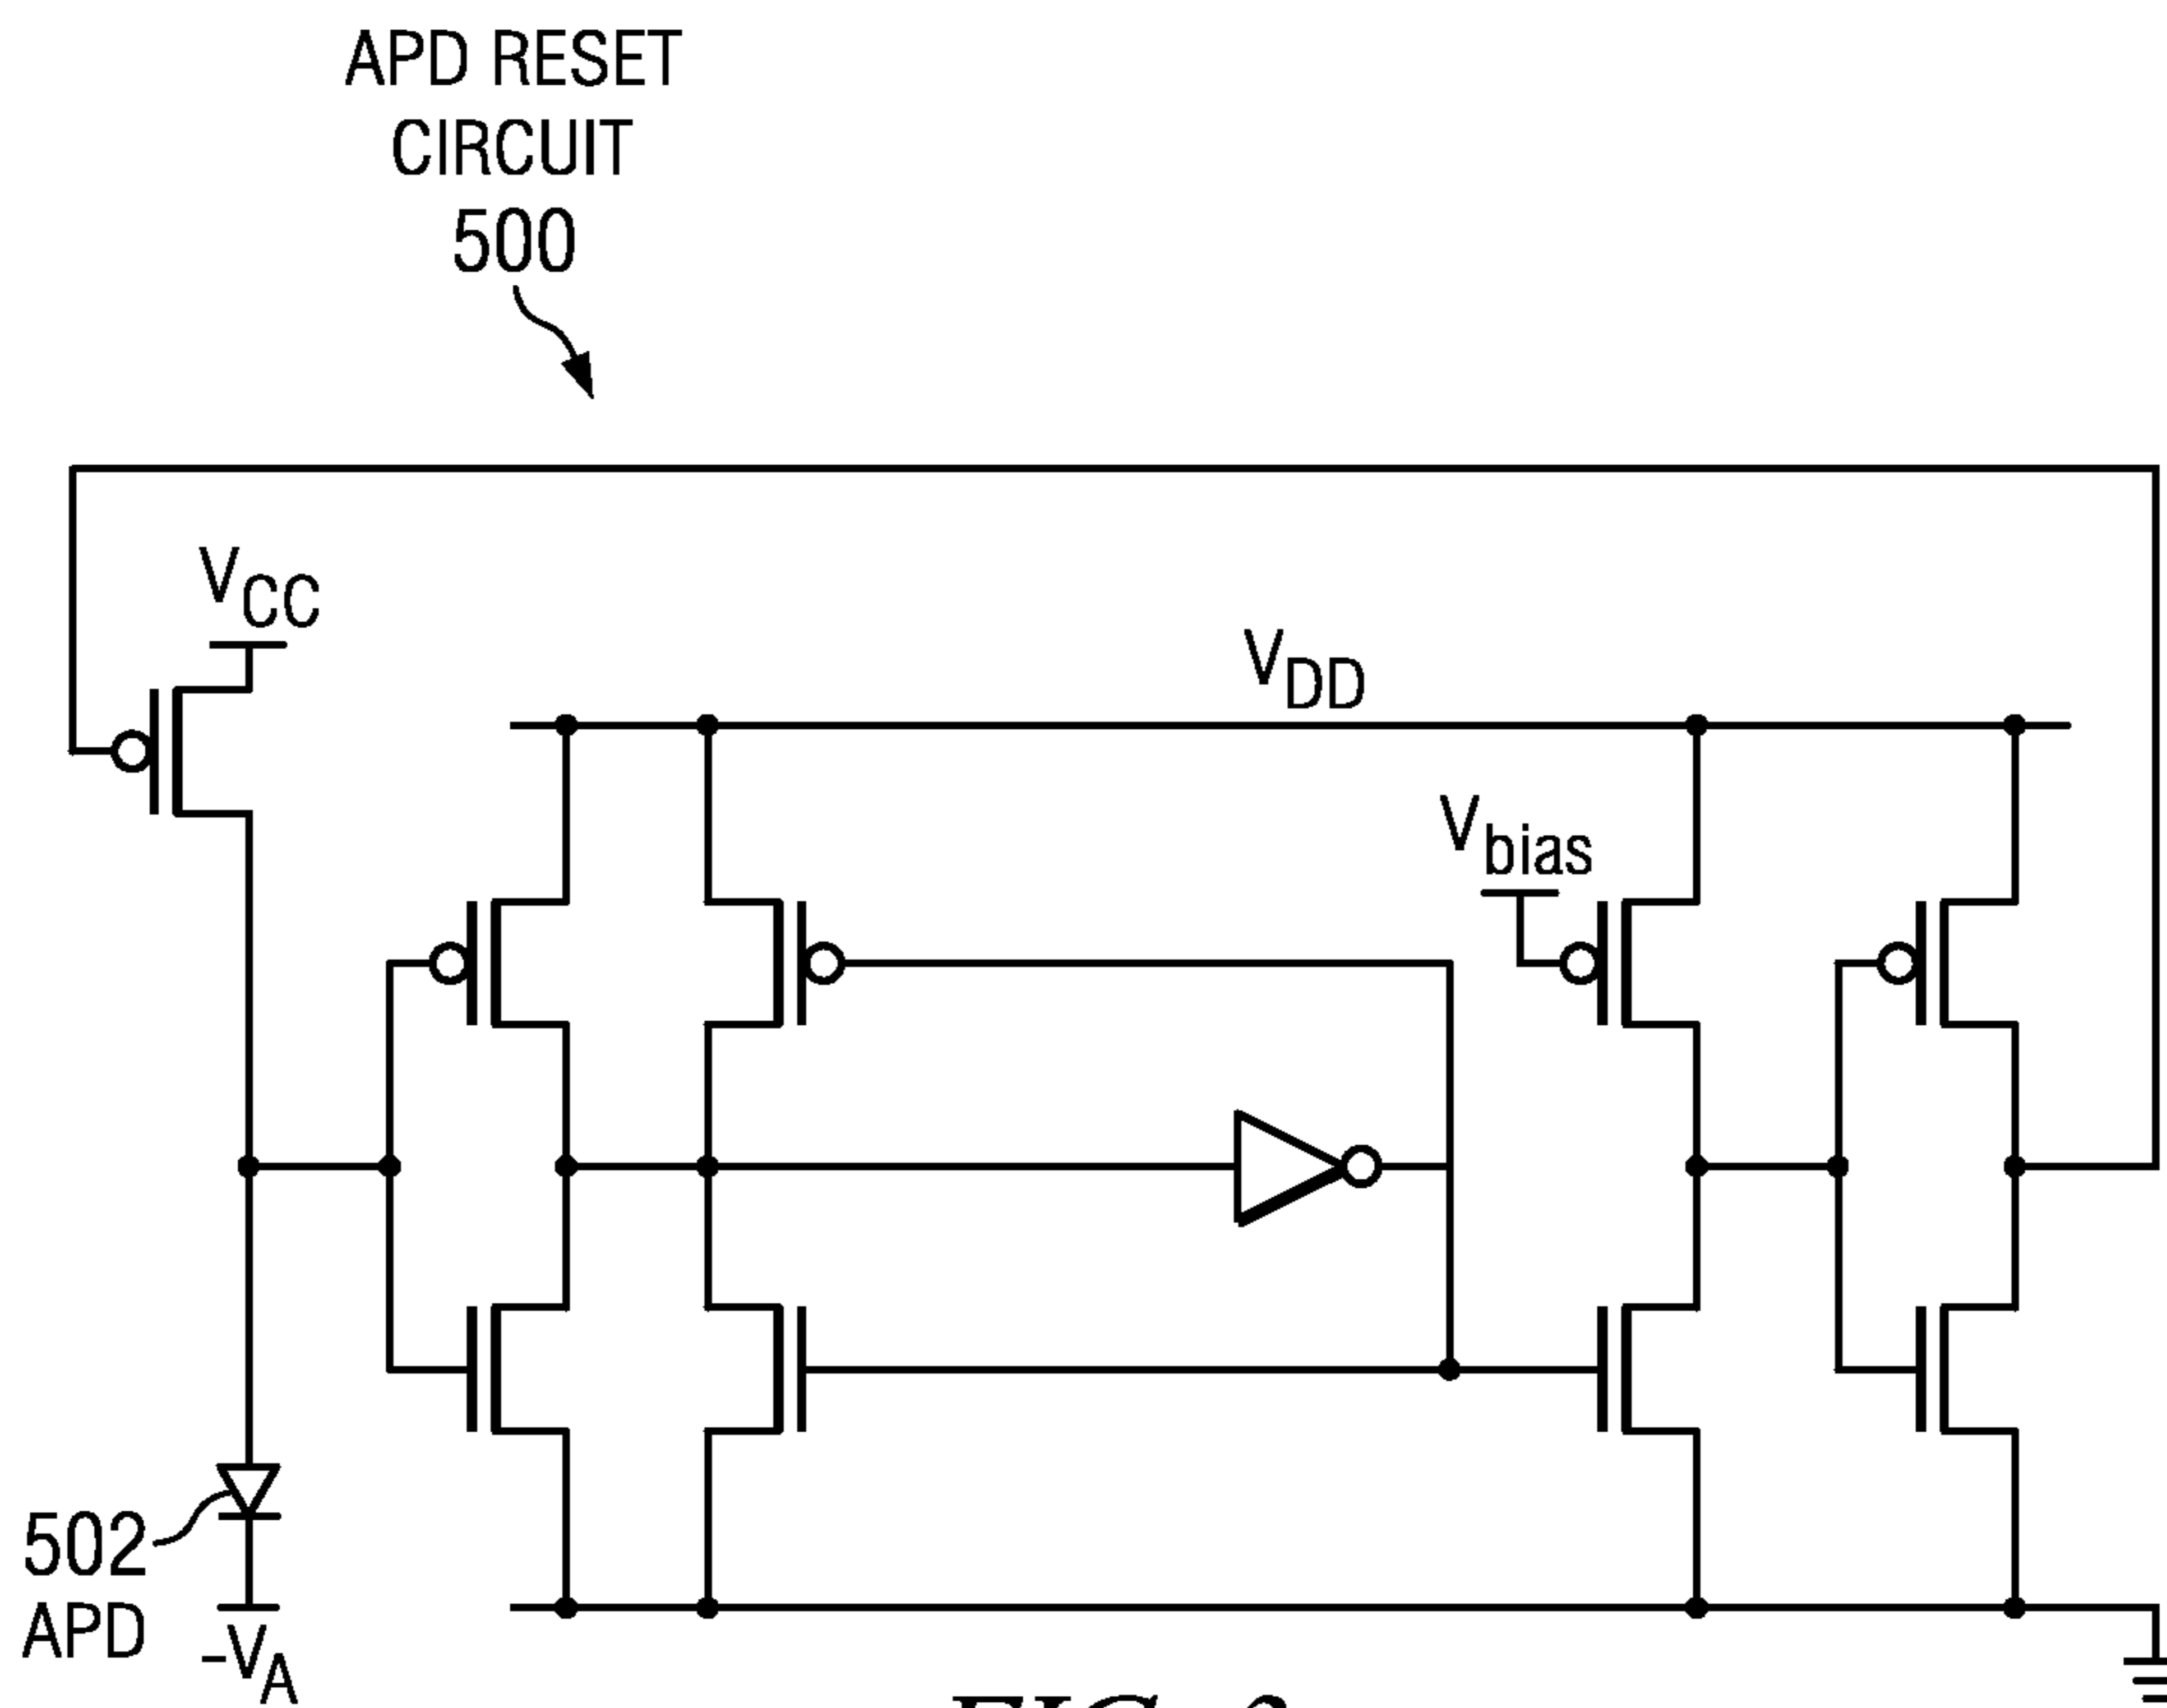 APD RESET
CIRCUIT
500
VCC
VDD
Vbias
502
APD
-VA